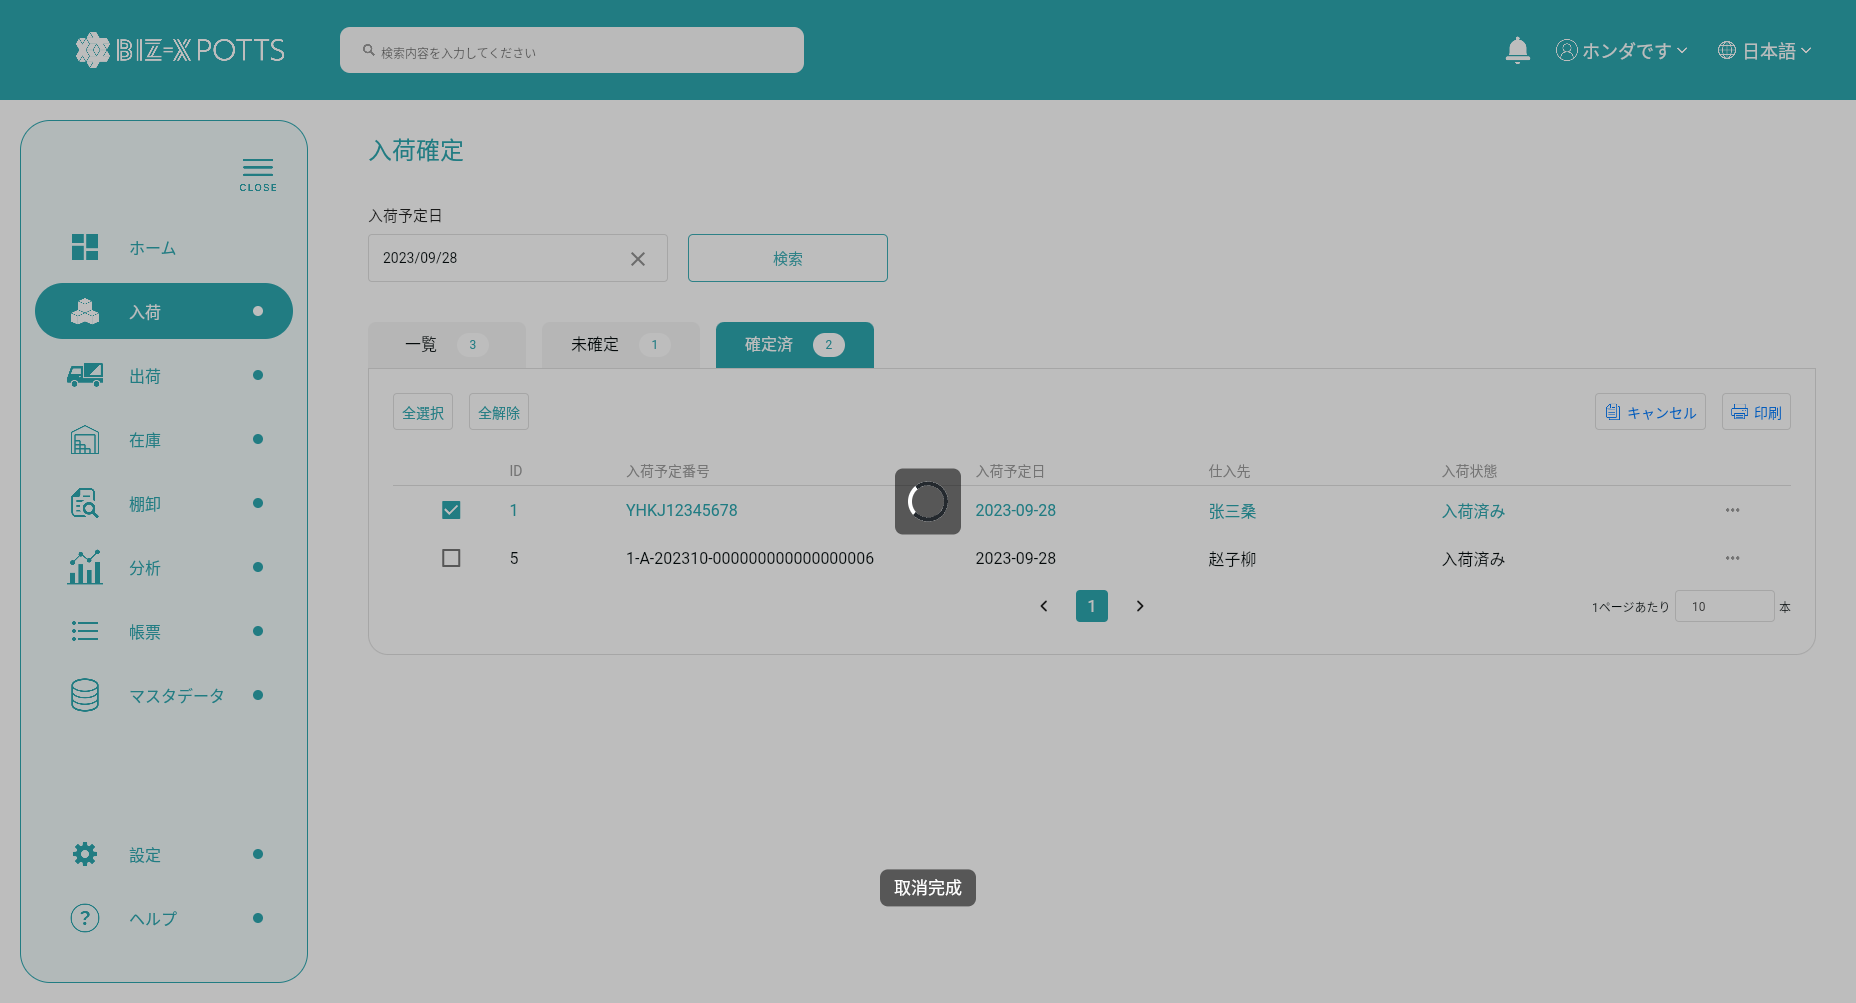 BIZ=X POTTS
検索内容を入力してください
ホンダです
日本語
CLOSE
ホーム
入荷
出荷
在庫
棚卸
分析
帳票
マスタデータ
設定
ヘルプ
入荷確定
入荷予定日
2023/09/28
検索
一覧 3
未確定 1
確定済 2
全選択
全解除
キャンセル
印刷
ID 入荷予定番号 入荷予定日 仕入先 入荷状態
1 YHKJ12345678 2023-09-28 张三桑 入荷済み ···
5 1-A-202310-000000000000000006 2023-09-28 赵子柳 入荷済み ···
1
1ページあたり 10 本
取消完成